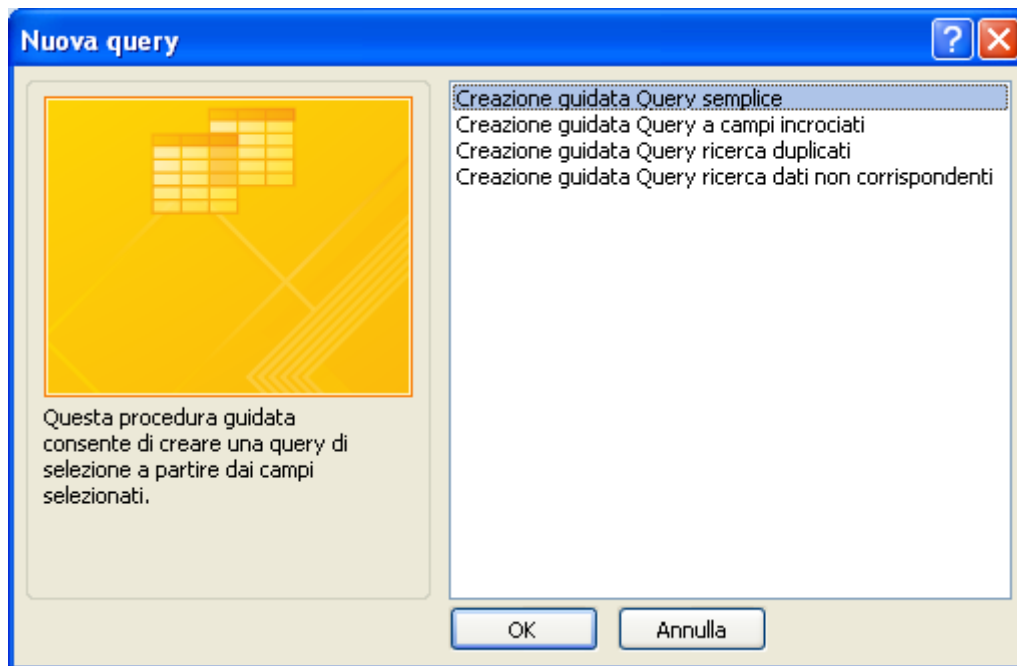 Nuova query
Creazione guidata Query semplice
Creazione guidata Query a campi incrociati
Creazione guidata Query ricerca duplicati
Creazione guidata Query ricerca dati non corrispondenti
Questa procedura guidata
consente di creare una query di
selezione a partire dai campi
selezionati.
OK
Annulla